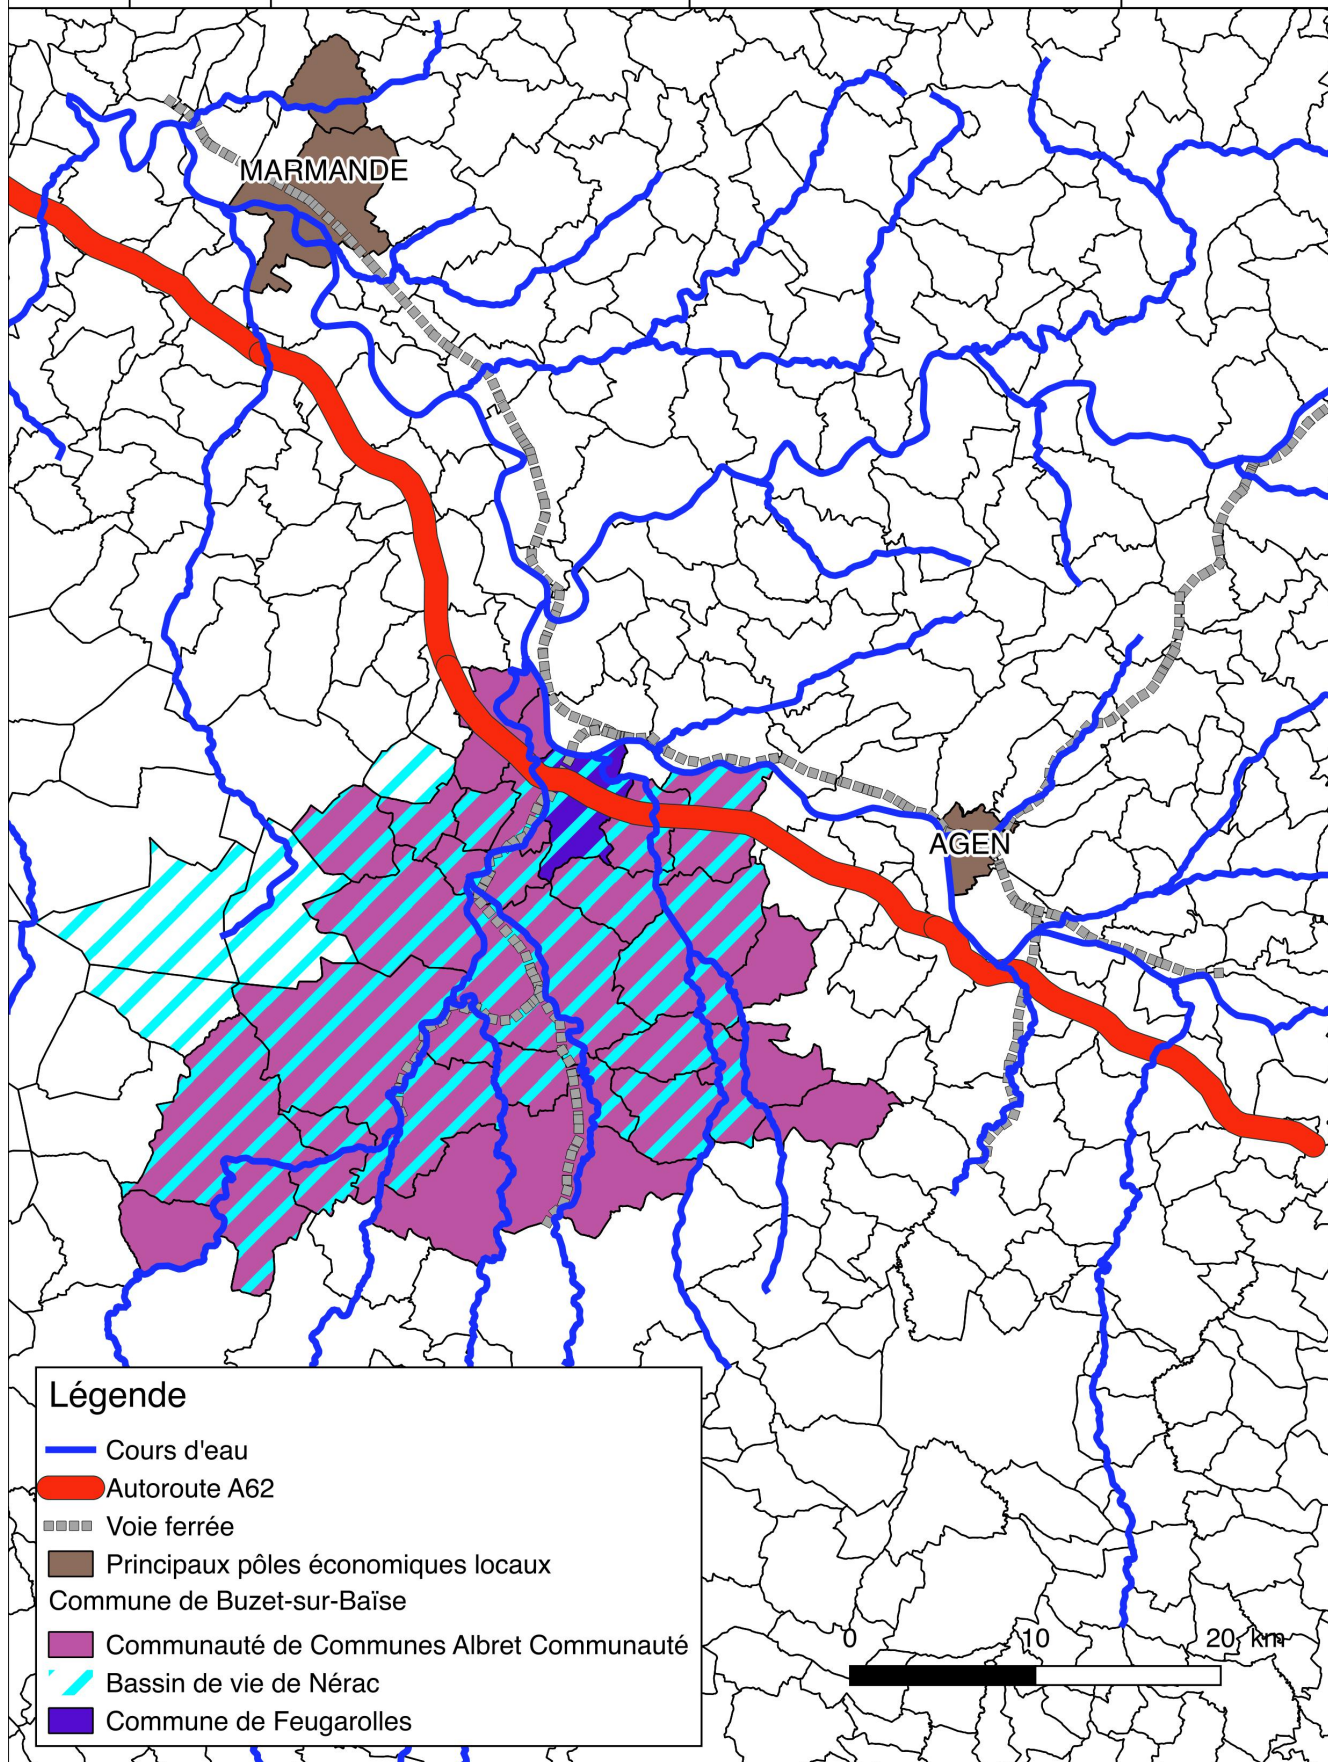 MARMANDE
AGEN
Légende
Cours d'eau
Autoroute A62
Voie ferrée
Principaux pôles économiques locaux
Commune de Buzet-sur-Baïse
Communauté de Communes Albret Communauté
Bassin de vie de Nérac
Commune de Feugarolles
0 10 20 km